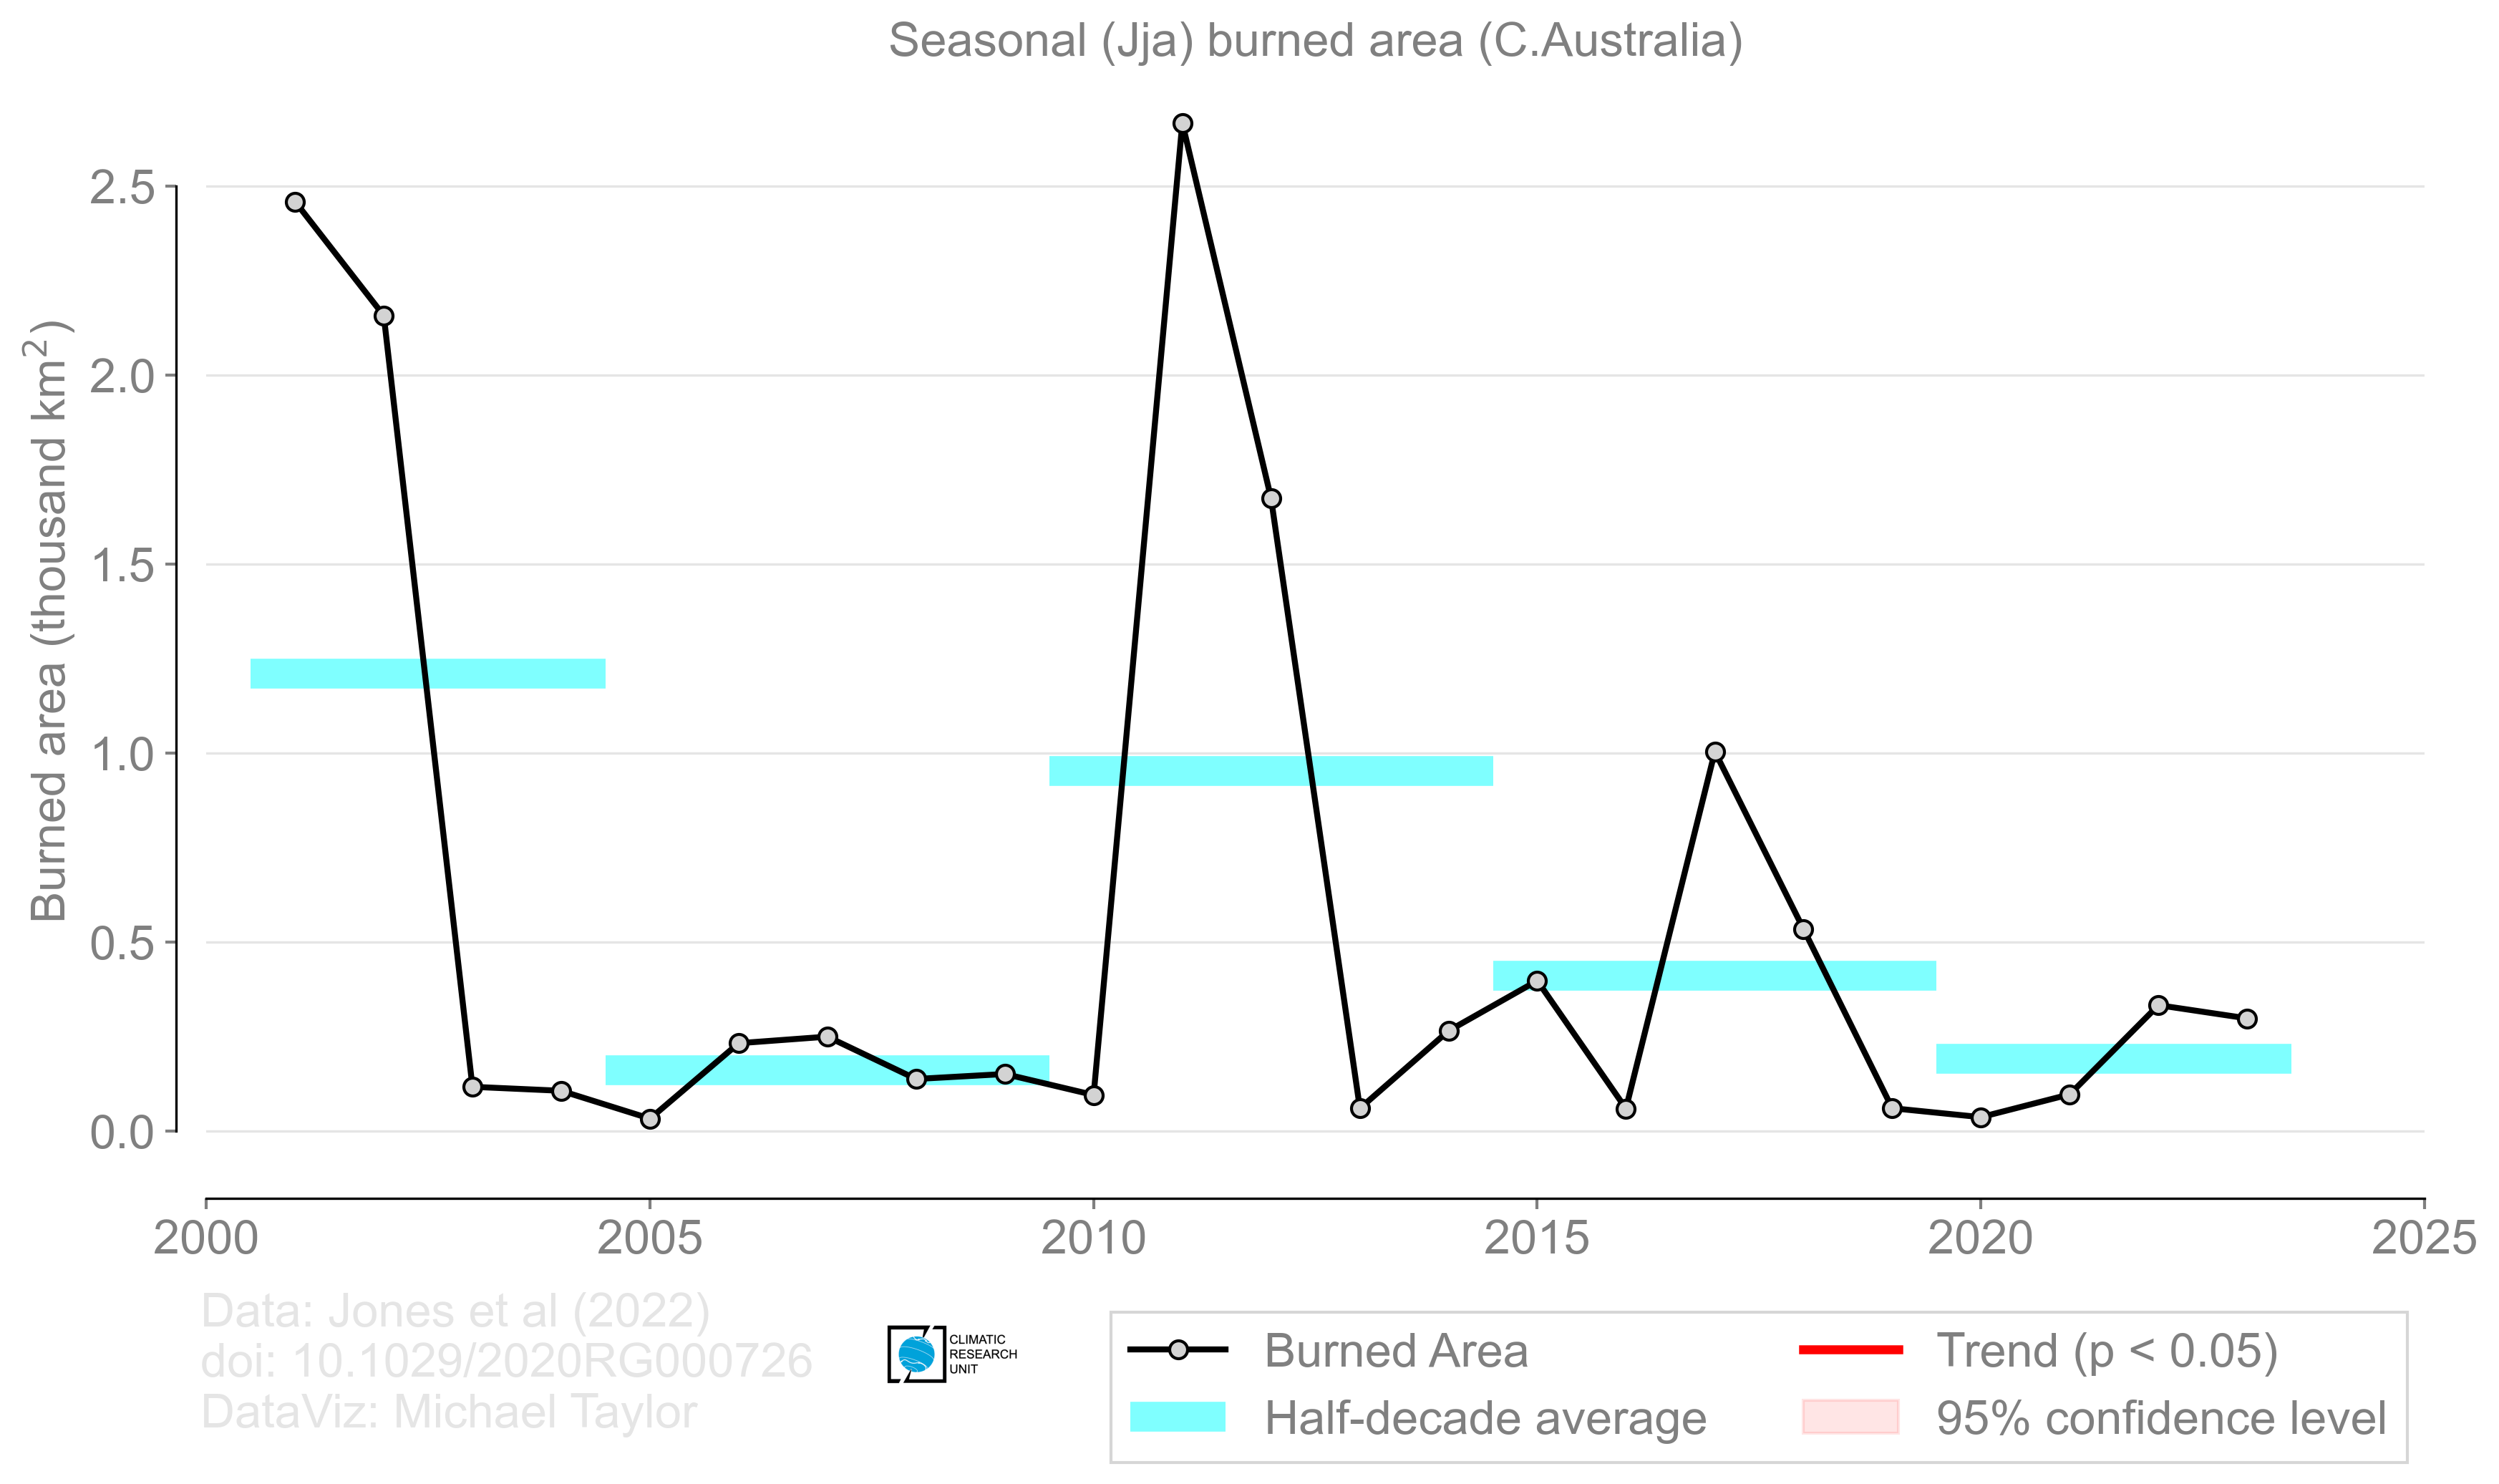 Seasonal (Jja) burned area (C.Australia)
Burned area (thousand km²)
2.5
2.0
1.5
1.0
0.5
0.0
2000 2005 2010 2015 2020 2025
Data: Jones et al (2022)
doi: 10.1029/2020RG000726
DataViz: Michael Taylor
CLIMATIC
RESEARCH
UNIT
Burned Area
Half-decade average
Trend (p < 0.05)
95% confidence level